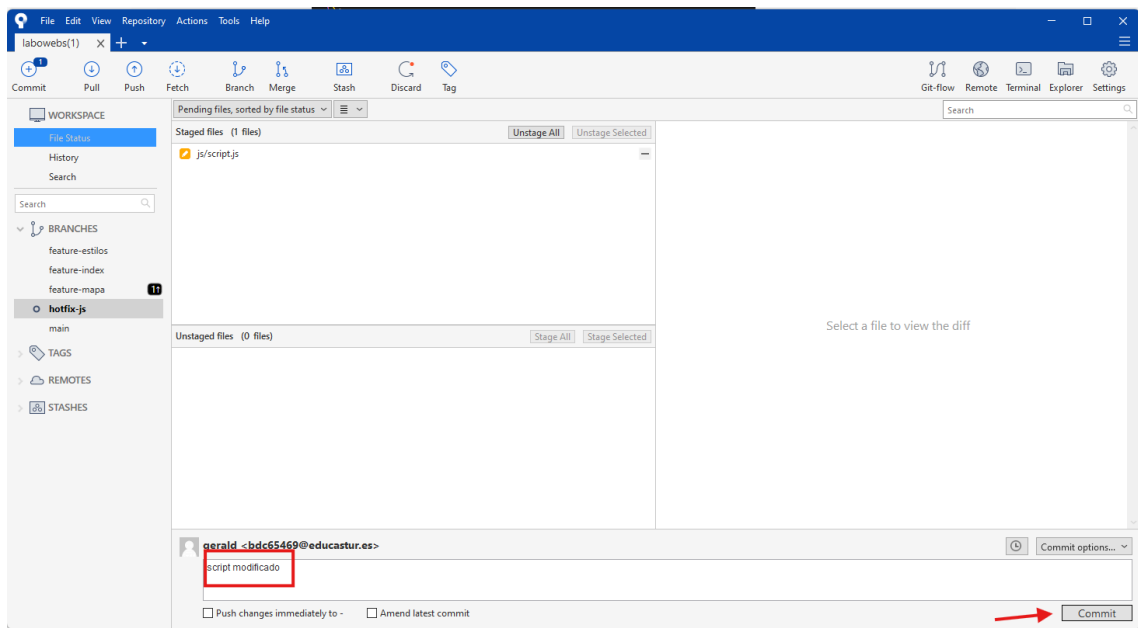 File Edit View Repository Actions Tools Help
labowebs(1)
1
Commit Pull Push Fetch Branch Merge Stash Discard Tag Git-flow Remote Terminal Explorer Settings
WORKSPACE
File Status
History
Search
Search
BRANCHES
feature-estilos
feature-index
feature-mapa 1↑
hotfix-js
main
TAGS
REMOTES
STASHES
Pending files, sorted by file status
Search
Staged files (1 files) Unstage All Unstage Selected
js/script.js
Unstaged files (0 files) Stage All Stage Selected
Select a file to view the diff
gerald <bdc65469@educastur.es> Commit options...
script modificado
Push changes immediately to - Amend latest commit Commit